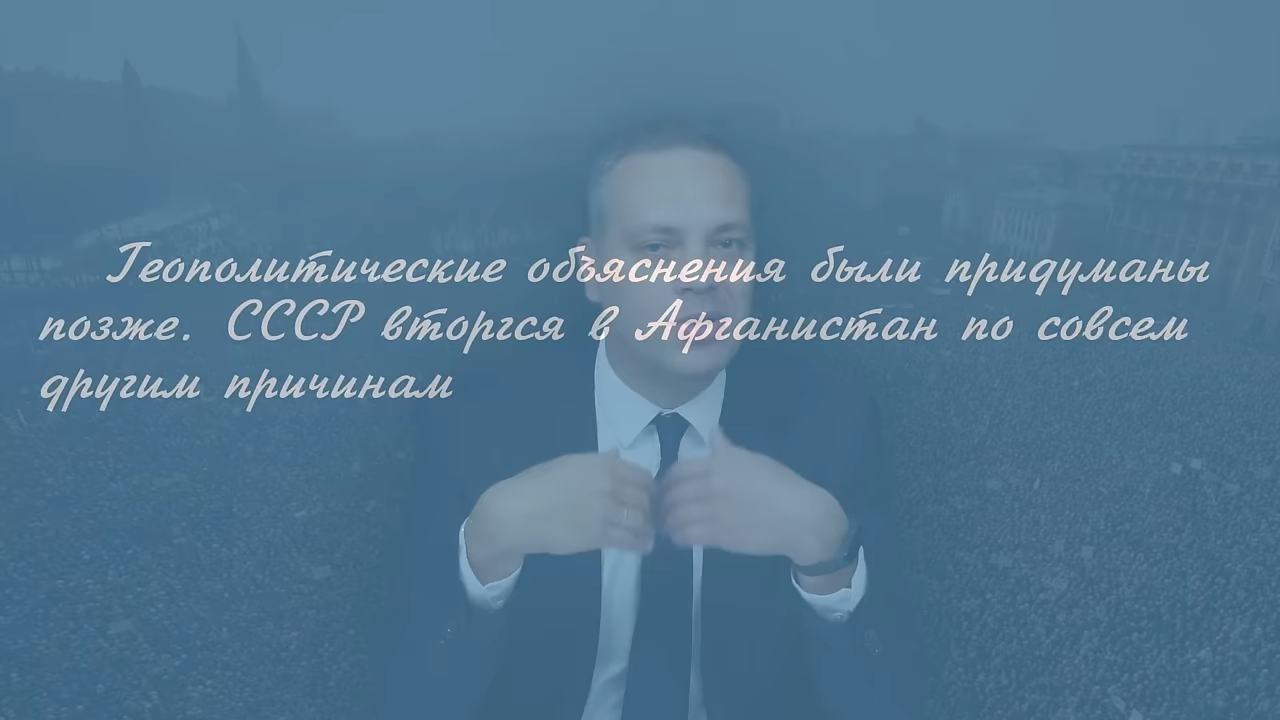 Геополитические объяснения были придуманы
позже. СССР вторгся в Афганистан по совсем
другим причинам